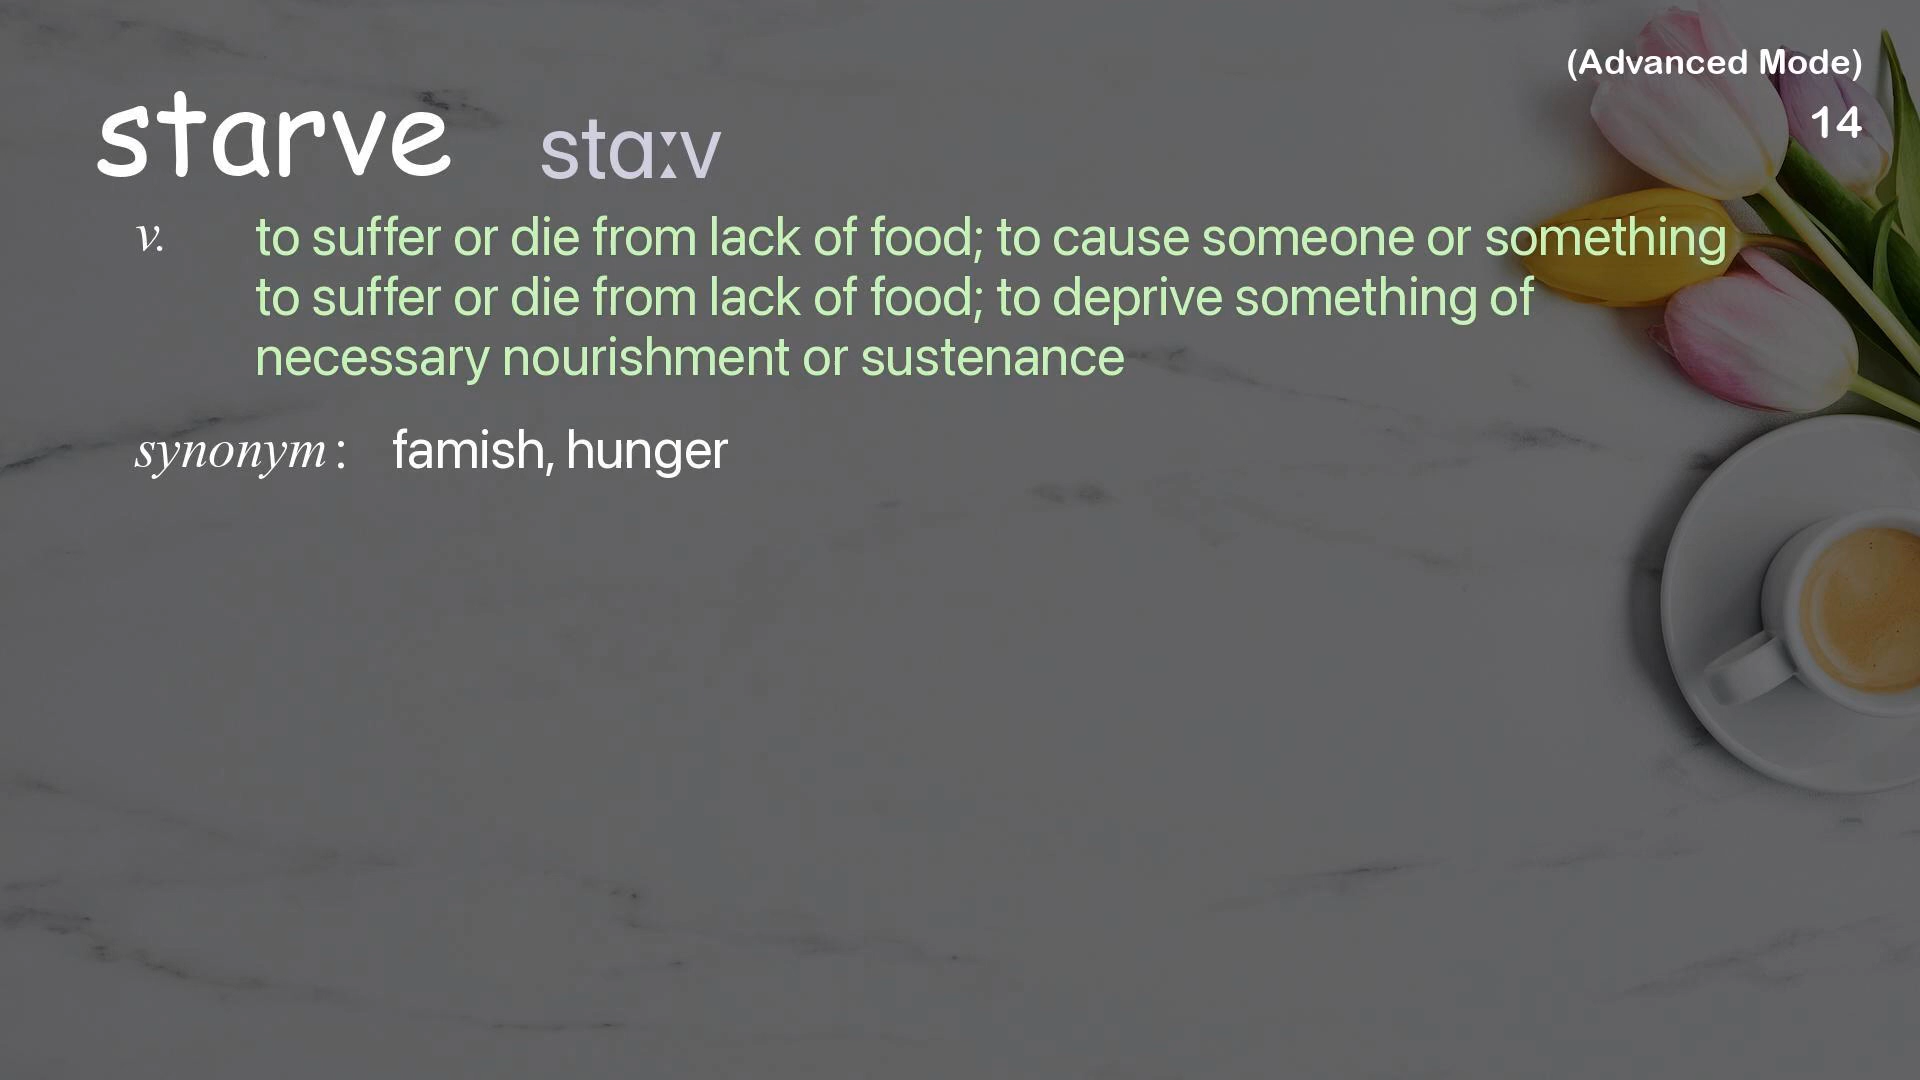 (Advanced Mode)
14
starve stɑːv
v. to suffer or die from lack of food; to cause someone or something
to suffer or die from lack of food; to deprive something of
necessary nourishment or sustenance
synonym : famish, hunger